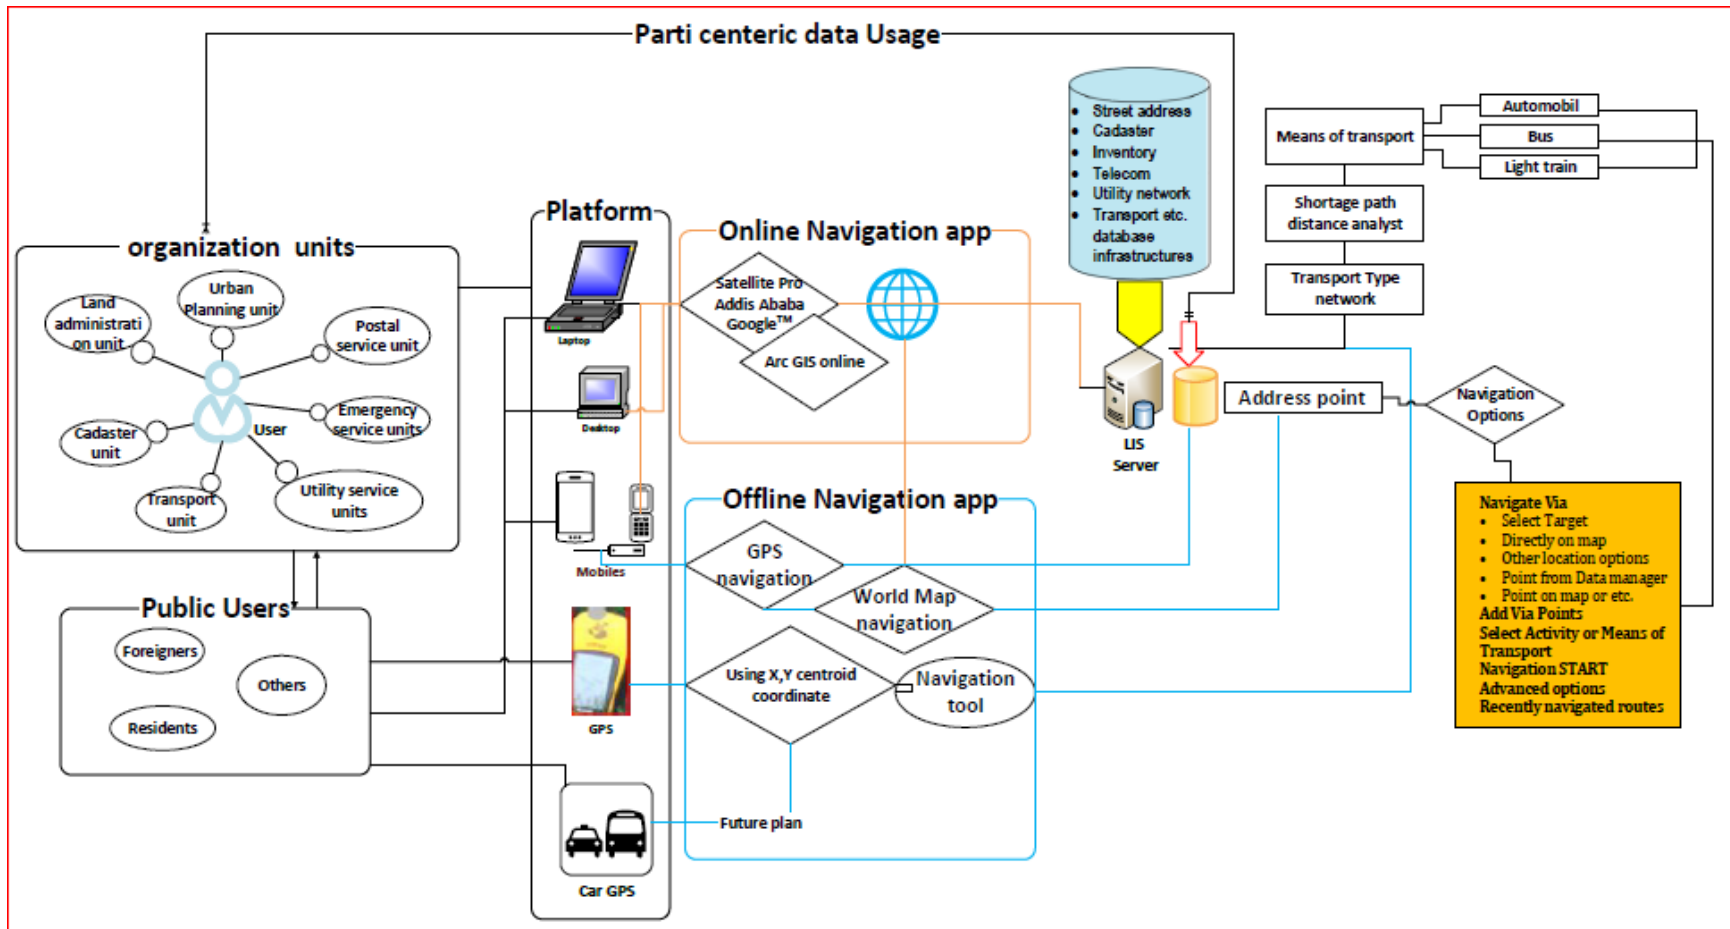 Parti centeric data Usage
organization  units
Urban
Planning unit
Land
administrati
on unit
Postal
service unit
Emergency
service units
User
Cadaster
unit
Transport
unit
Utility service
units
Public Users
Foreigners
Others
Residents
Platform
Laptop
Desktop
Mobiles
GPS
Car GPS
Online Navigation app
Satellite Pro
Addis Ababa
Google™
Arc GIS online
Offline Navigation app
GPS
navigation
World Map
navigation
Using X,Y centroid
coordinate
Navigation
tool
Future plan
• Street address
• Cadaster
• Inventory
• Telecom
• Utility network
• Transport etc.
database
infrastructures
LIS
Server
Means of transport
Automobil
Bus
Light train
Shortage path
distance analyst
Transport Type
network
Address point
Navigation
Options
Navigate Via
• Select Target
• Directly on map
• Other location options
• Point from Data manager
• Point on map or etc.
Add Via Points
Select Activity or Means of
Transport
Navigation START
Advanced options
Recently navigated routes